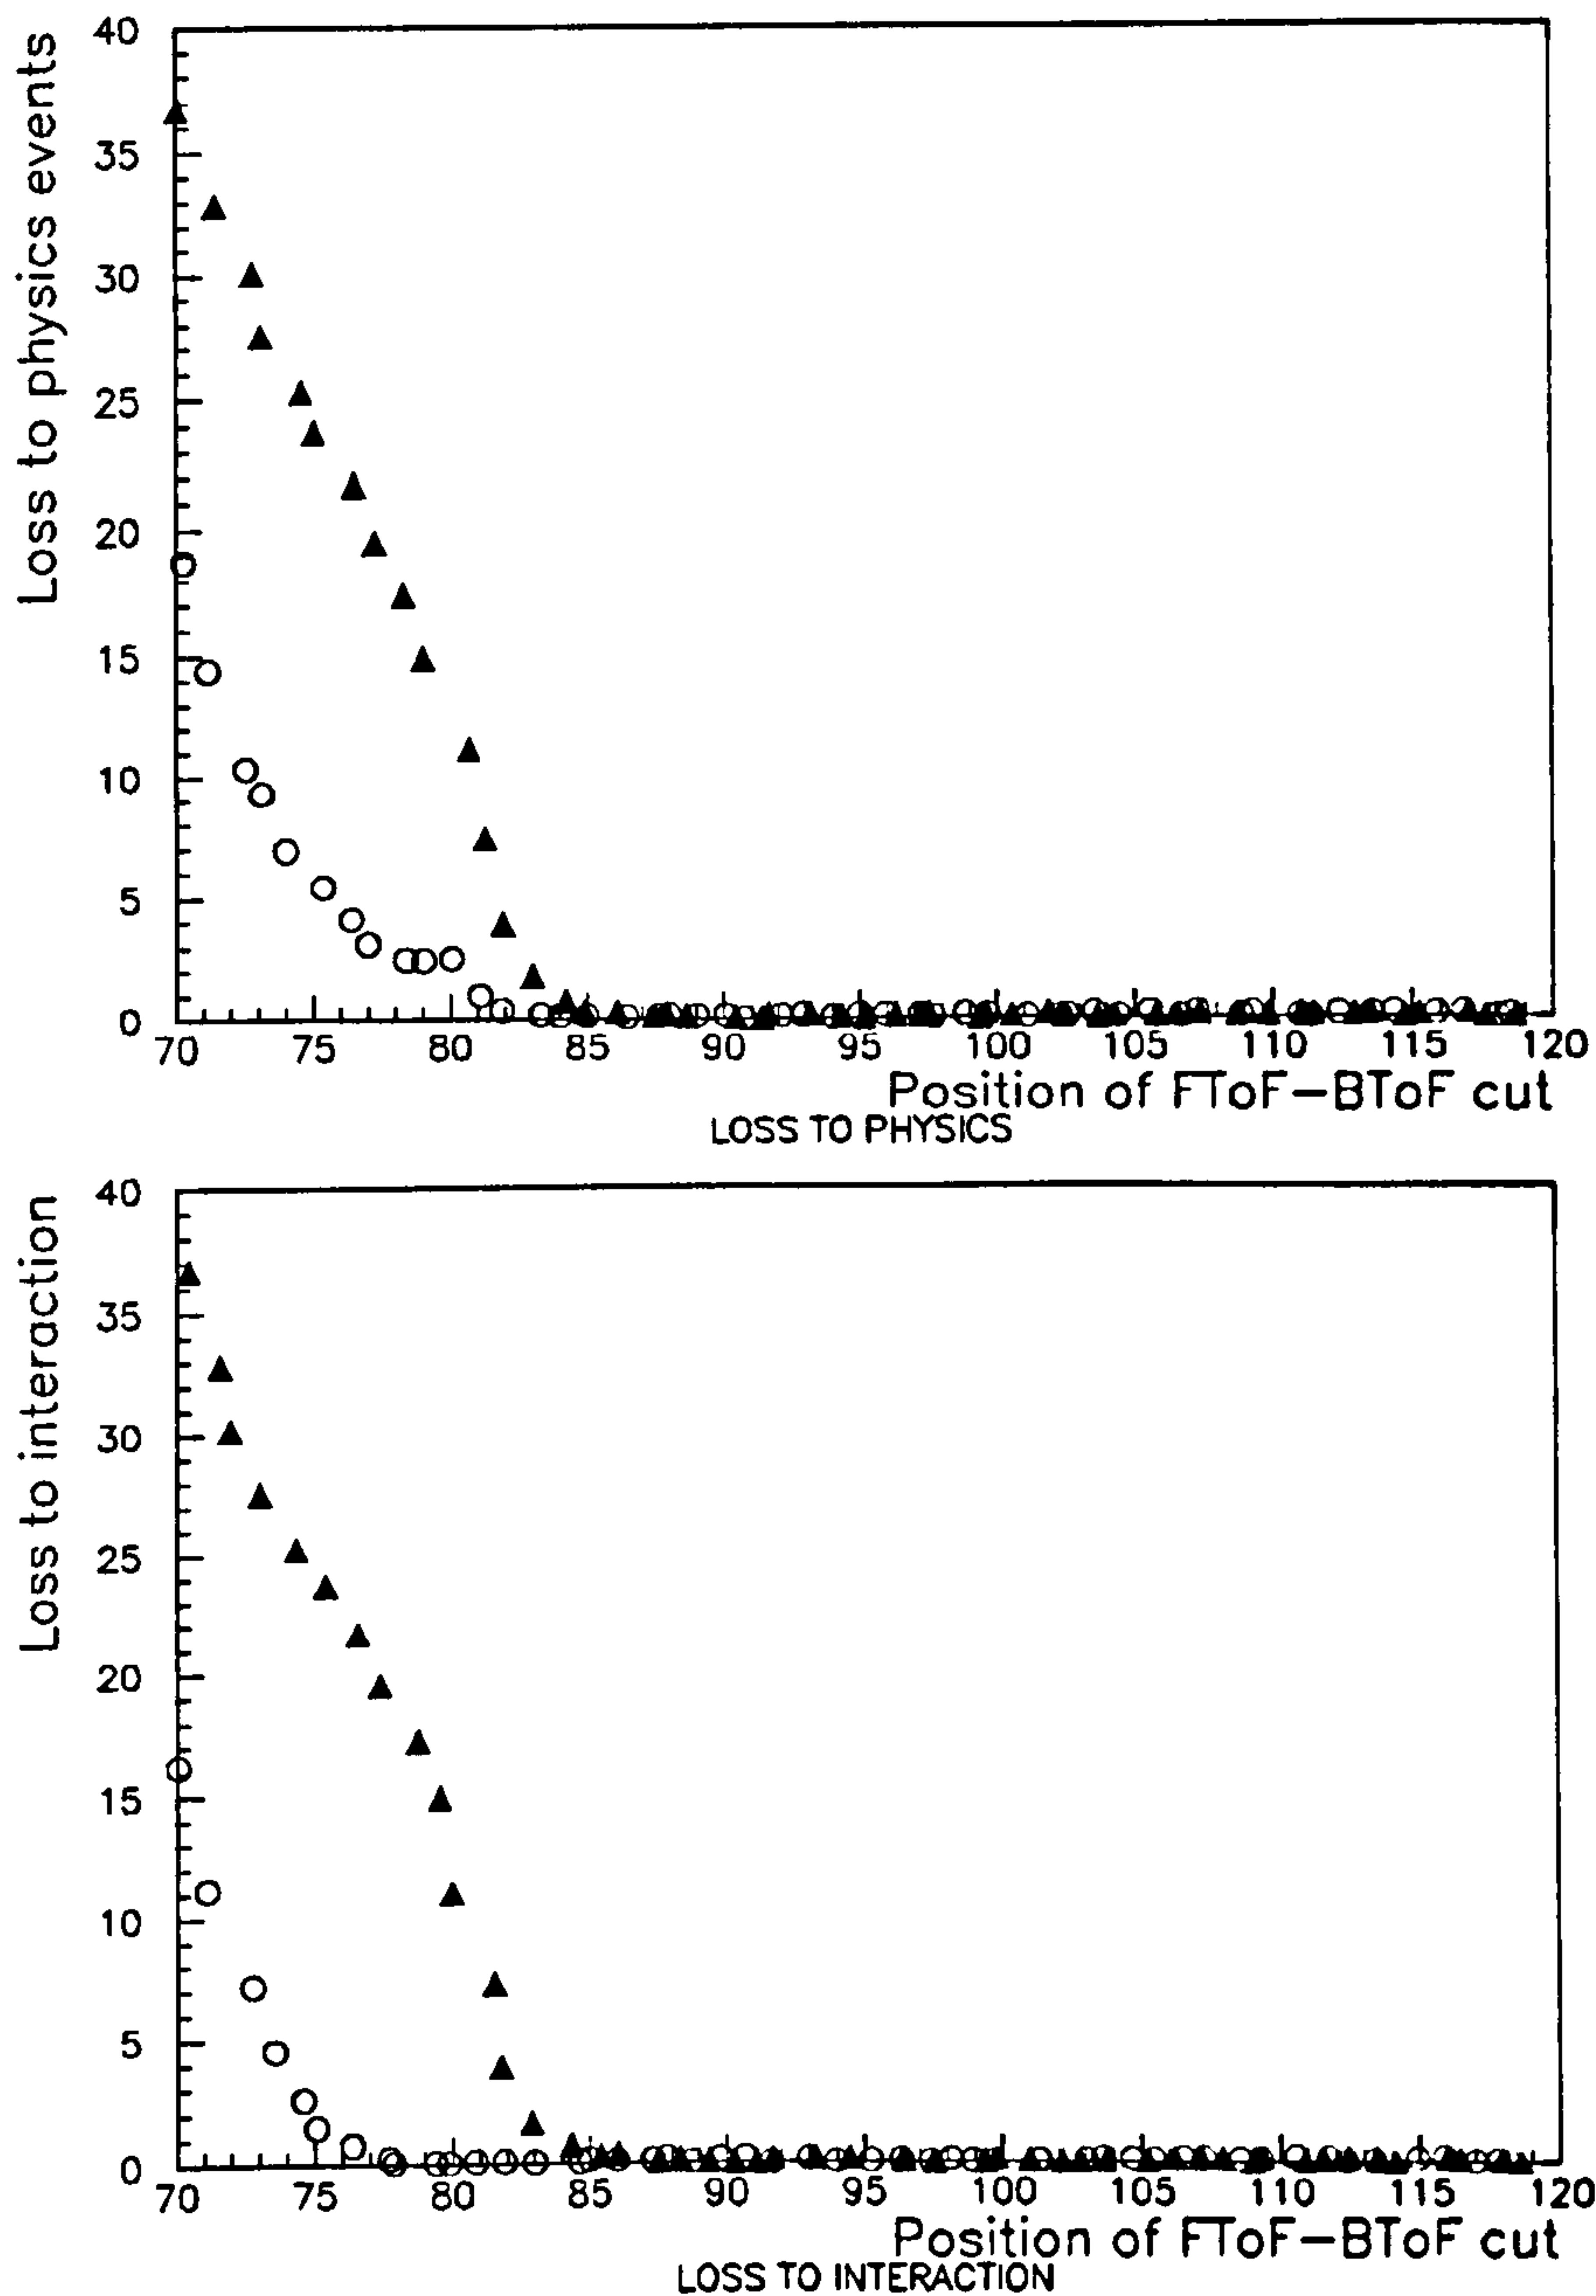 40
35
30
25
20
15
10
5
0
Loss to physics events
70 75 80 85 90 95 100 105 110 115 120
Position of FToF-BToF cut
LOSS TO PHYSICS
40
35
30
25
20
15
10
5
0
Loss to interaction
70 75 80 85 90 95 100 105 110 115 120
Position of FToF-BToF cut
LOSS TO INTERACTION